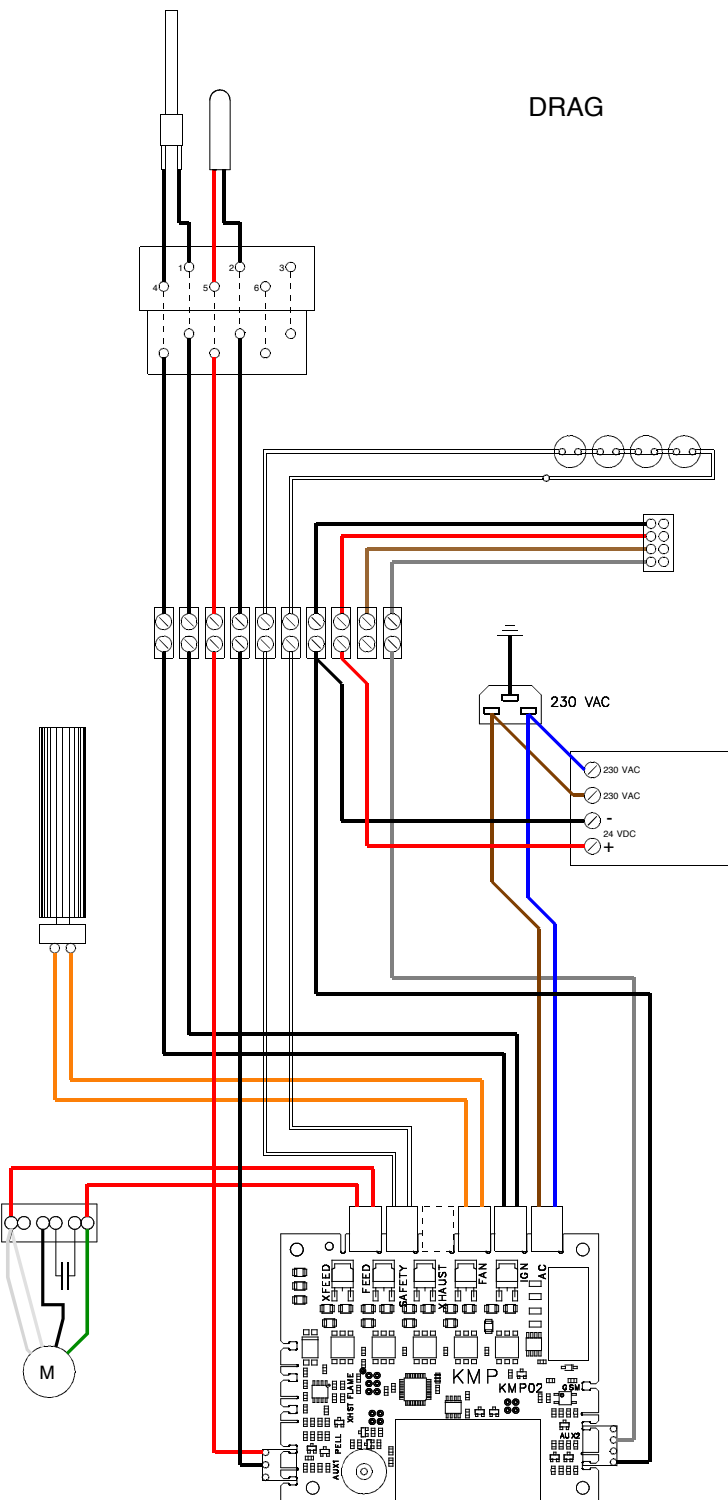 DRAG
1
2
3
4
5
6
230 VAC
230 VAC
230 VAC
-
24 VDC
+
M
XFEED
FEED
SAFETY
XHAUST
FAN
IGN
AC
KMP
KMP02
GSM
XHST
FLAME
AUX1
PELL
AUX2